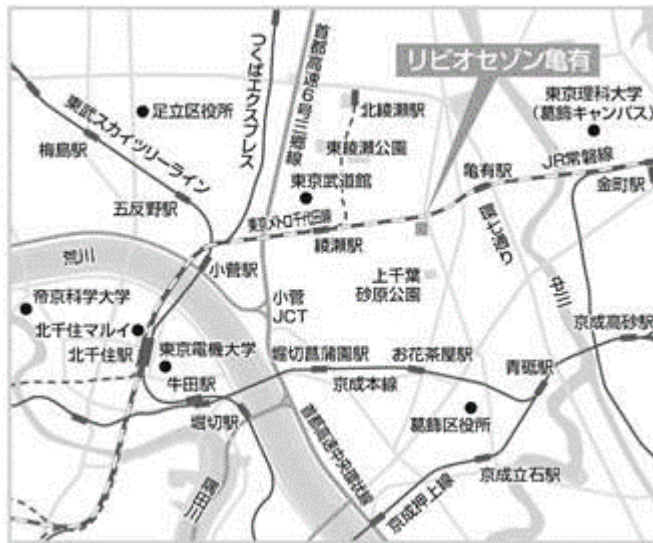 リビオセゾン亀有
つくばエクスプレス
首都高速6号三郷線
足立区役所
東武スカイツリーライン
梅島駅
北綾瀬駅
東京理科大学
(葛飾キャンパス)
東綾瀬公園
亀有駅
JR常磐線
金町駅
五反野駅
東京武道館
東京メトロ千代田線
綾瀬駅
荒川
小菅駅
環七通り
中川
帝京科学大学
小菅
JCT
上千葉
砂原公園
北千住マルイ
北千住駅
東京電機大学
京成高砂駅
堀切菖蒲園駅
お花茶屋駅
青砥駅
牛田駅
京成本線
堀切駅
葛飾区役所
首都高速中央環状線
隅田川
京成押上線
京成立石駅